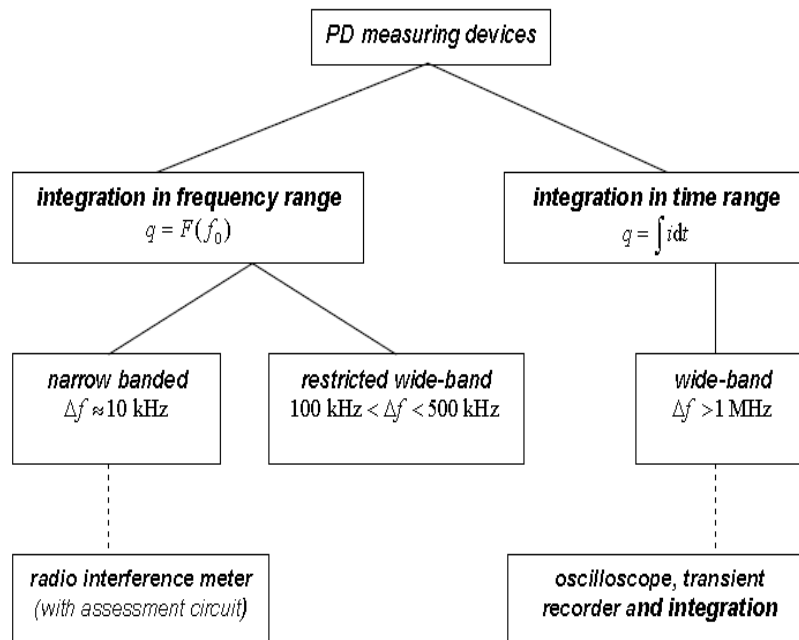 PD measuring devices
integration in frequency range
q = F(f₀)
integration in time range
q = ∫idt
narrow banded
Δf ≈ 10 kHz
restricted wide-band
100 kHz < Δf < 500 kHz
wide-band
Δf > 1 MHz
radio interference meter
(with assessment circuit)
oscilloscope, transient
recorder and integration